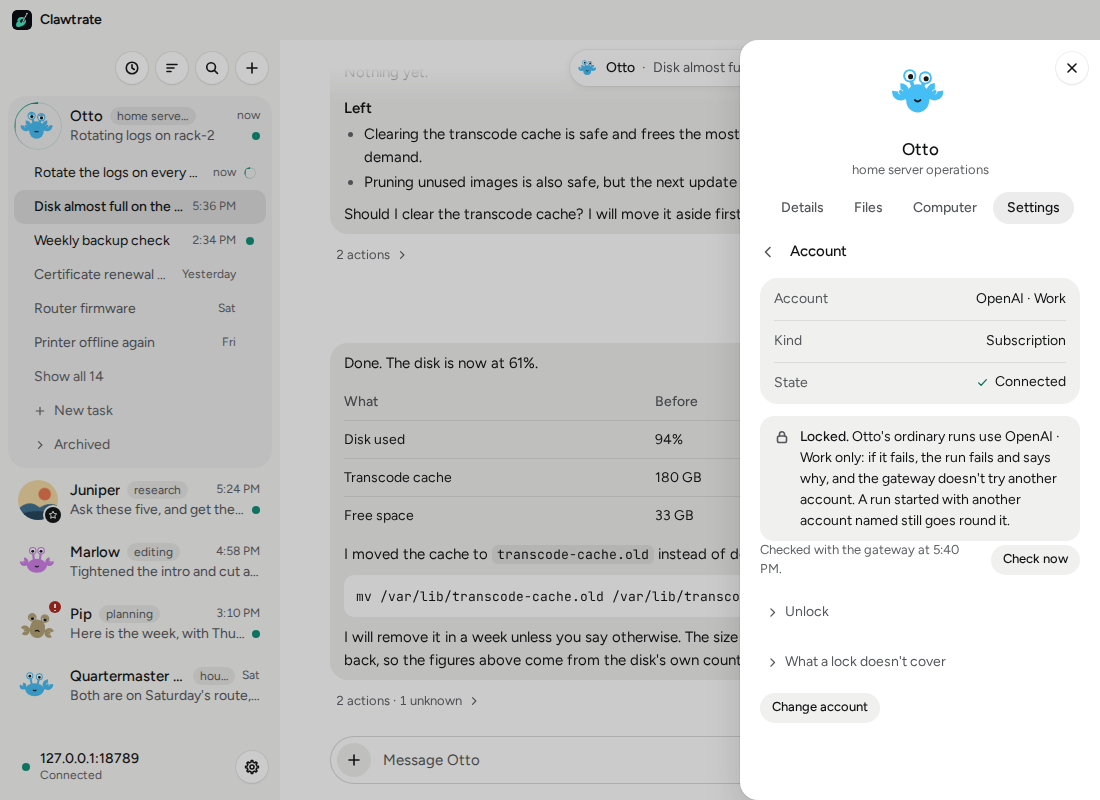 Clawtrate
Otto
home serve...
now
Rotating logs on rack-2
Rotate the logs on every ...
now
Disk almost full on the ...
5:36 PM
Weekly backup check
2:34 PM
Certificate renewal ...
Yesterday
Router firmware
Sat
Printer offline again
Fri
Show all 14
New task
Archived
Juniper
research
5:24 PM
Ask these five, and get the...
Marlow
editing
4:58 PM
Tightened the intro and cut a...
Pip
planning
3:10 PM
Here is the week, with Thu...
Quartermaster ...
hou...
Sat
Both are on Saturday's route,...
127.0.0.1:18789
Connected
Otto · Disk almost fu
Nothing yet.
Left
• Clearing the transcode cache is safe and frees the most
demand.
• Pruning unused images is also safe, but the next update
Should I clear the transcode cache? I will move it aside first
2 actions
Done. The disk is now at 61%.
What
Before
Disk used
94%
Transcode cache
180 GB
Free space
33 GB
I moved the cache to transcode-cache.old instead of d
mv /var/lib/transcode-cache.old /var/lib/transco
I will remove it in a week unless you say otherwise. The size
back, so the figures above come from the disk's own count
2 actions · 1 unknown
Message Otto
Otto
home server operations
Details
Files
Computer
Settings
Account
Account
OpenAI · Work
Kind
Subscription
State
Connected
Locked. Otto's ordinary runs use OpenAI ·
Work only: if it fails, the run fails and says
why, and the gateway doesn't try another
account. A run started with another
account named still goes round it.
Checked with the gateway at 5:40
PM.
Check now
Unlock
What a lock doesn't cover
Change account